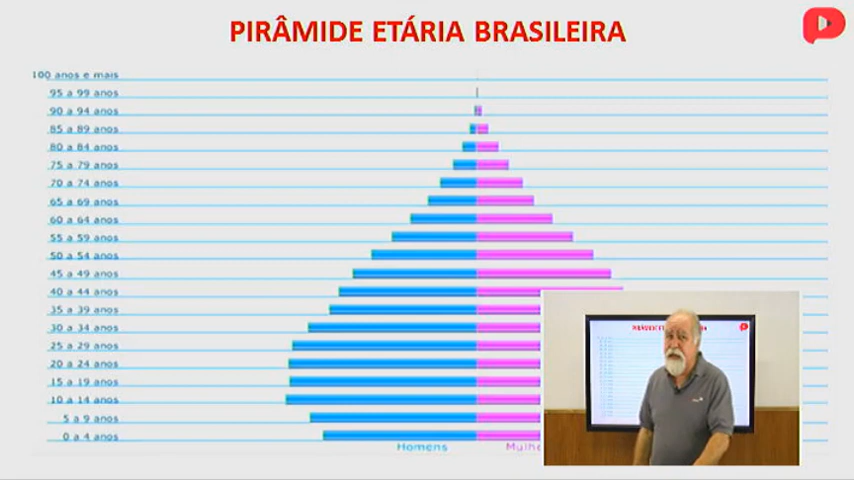 PIRÂMIDE ETÁRIA BRASILEIRA
100 anos e mais
95 a 99 anos
90 a 94 anos
85 a 89 anos
80 a 84 anos
75 a 79 anos
70 a 74 anos
65 a 69 anos
60 a 64 anos
55 a 59 anos
50 a 54 anos
45 a 49 anos
40 a 44 anos
35 a 39 anos
30 a 34 anos
25 a 29 anos
20 a 24 anos
15 a 19 anos
10 a 14 anos
5 a 9 anos
0 a 4 anos
Homens Mulhe